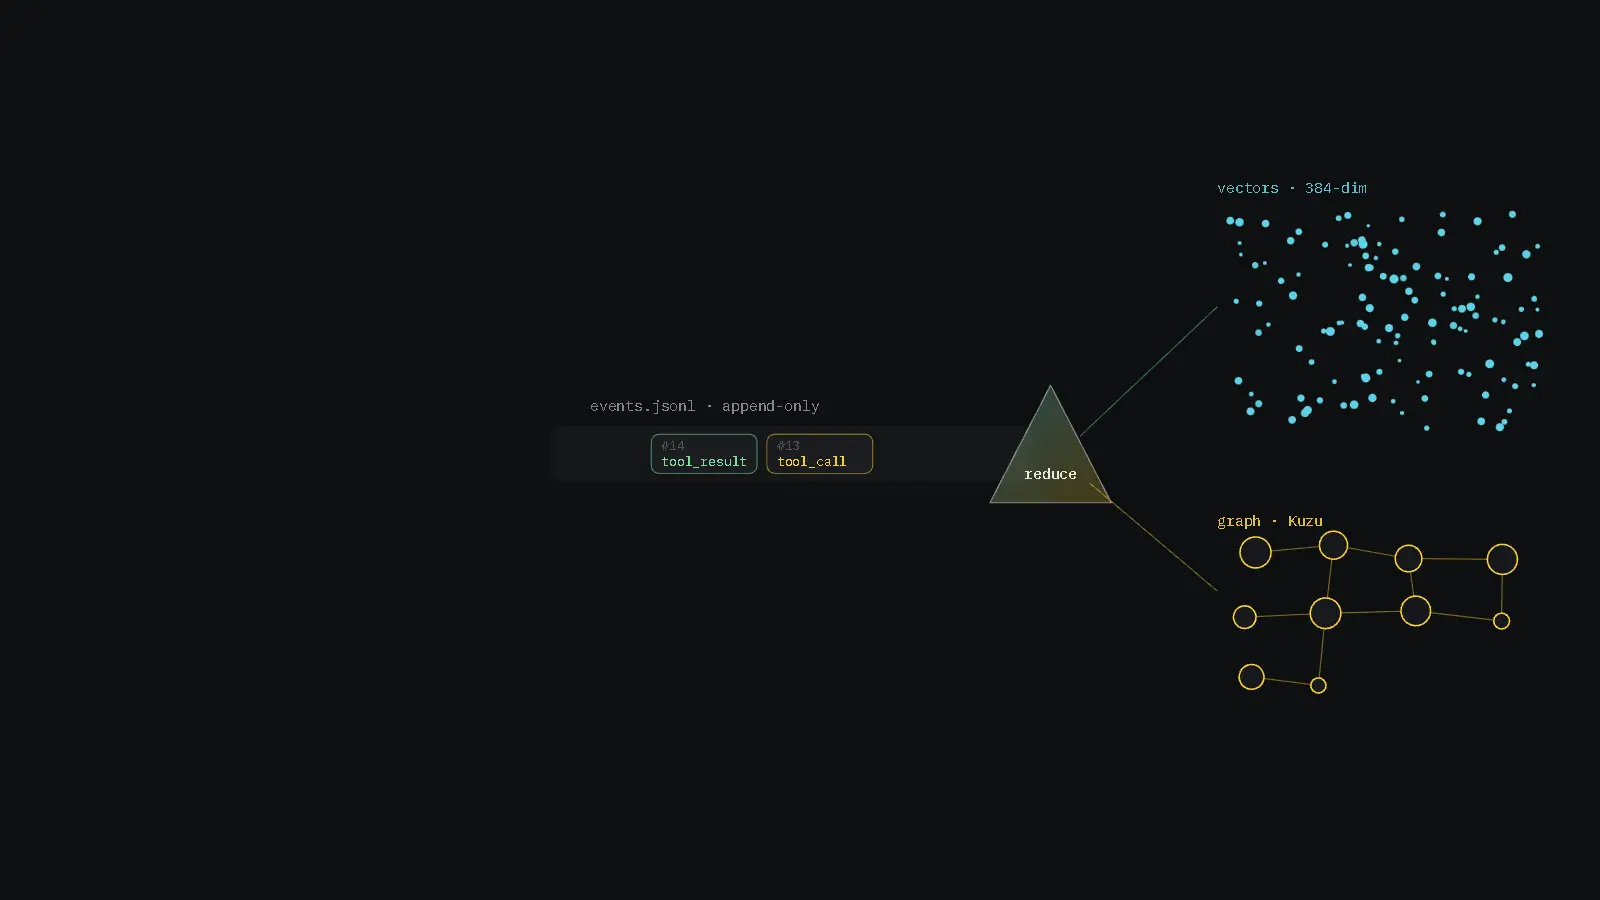 vectors · 384-dim
events.jsonl · append-only
#14
tool_result
#13
tool_call
reduce
graph · Kuzu